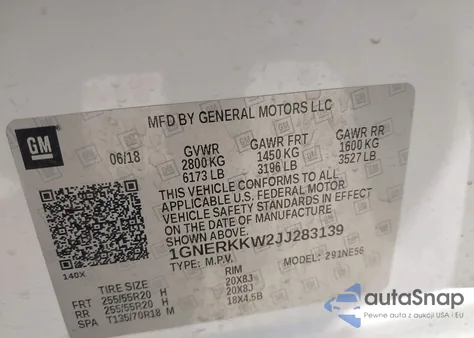 MFD BY GENERAL MOTORS LLC
GM
06/18 GVWR GAWR FRT GAWR RR
2800 KG 1450 KG 1600 KG
6173 LB 3196 LB 3527 LB
THIS VEHICLE CONFORMS TO ALL
APPLICABLE U.S. FEDERAL MOTOR
VEHICLE SAFETY STANDARDS IN EFFECT
ON THE DATE OF MANUFACTURE
SHOWN ABOVE.
1GNERKKW2JJ283139
140X
TYPE: M.P.V. MODEL: 291NE56
TIRE SIZE RIM
FRT 255/55R20 H 20X8J
RR 255/55R20 H 20X8J
SPA T135/70R18 M 18X4.5B
autoSnap
Pewne auta z aukcji w USA i Kanadzie